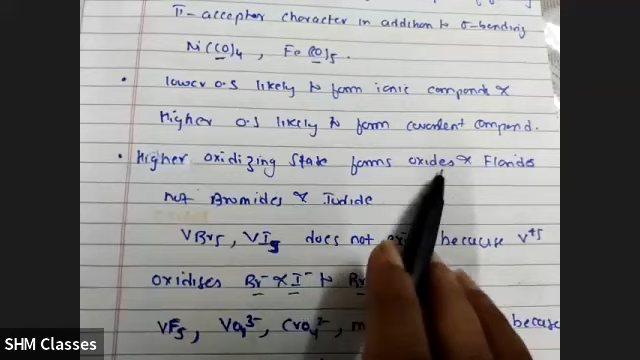 π-acceptor character in addition to σ-bonding
Ni(CO)4 , Fe(CO)5.
• lower o.s likely to form ionic compounds &
Higher o.s likely to form covalent compound.
• Higher oxidizing state forms oxides & Florides
not Bromides & Iodide
VBr5, VI5 does not because V+5
oxidises Br- & I- to Br
VF5, VO4 3-, CrO4 2-, m because
SHM Classes